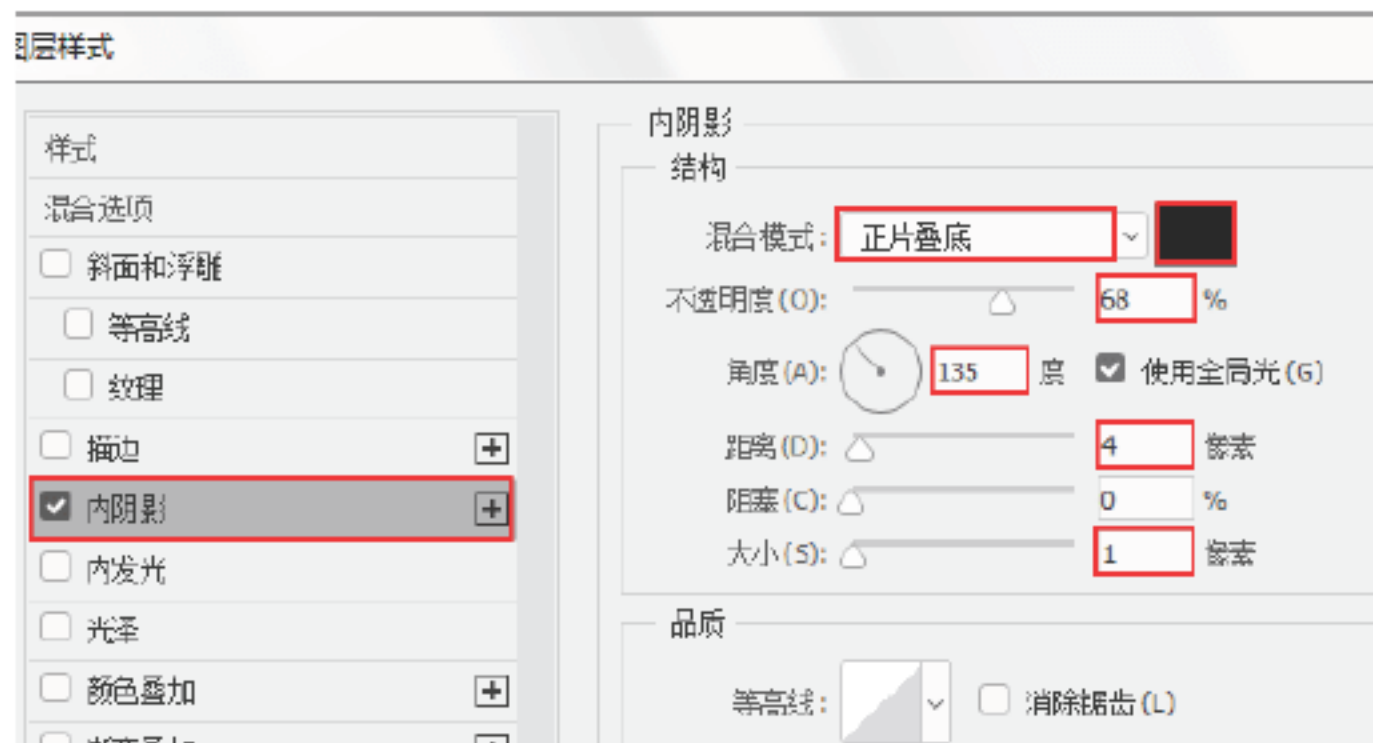 图层样式
样式
混合选项
斜面和浮雕
等高线
纹理
描边
内阴影
内发光
光泽
颜色叠加
渐变叠加
内阴影
结构
混合模式: 正片叠底
不透明度(O): 68 %
角度(A): 135 度 使用全局光(G)
距离(D): 4 像素
阻塞(C): 0 %
大小(S): 1 像素
品质
等高线: 消除锯齿(L)